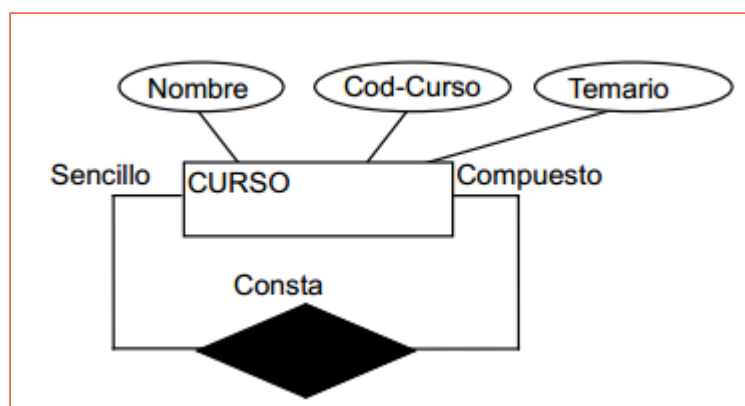 Nombre
Cod-Curso
Temario
Sencillo
CURSO
Compuesto
Consta